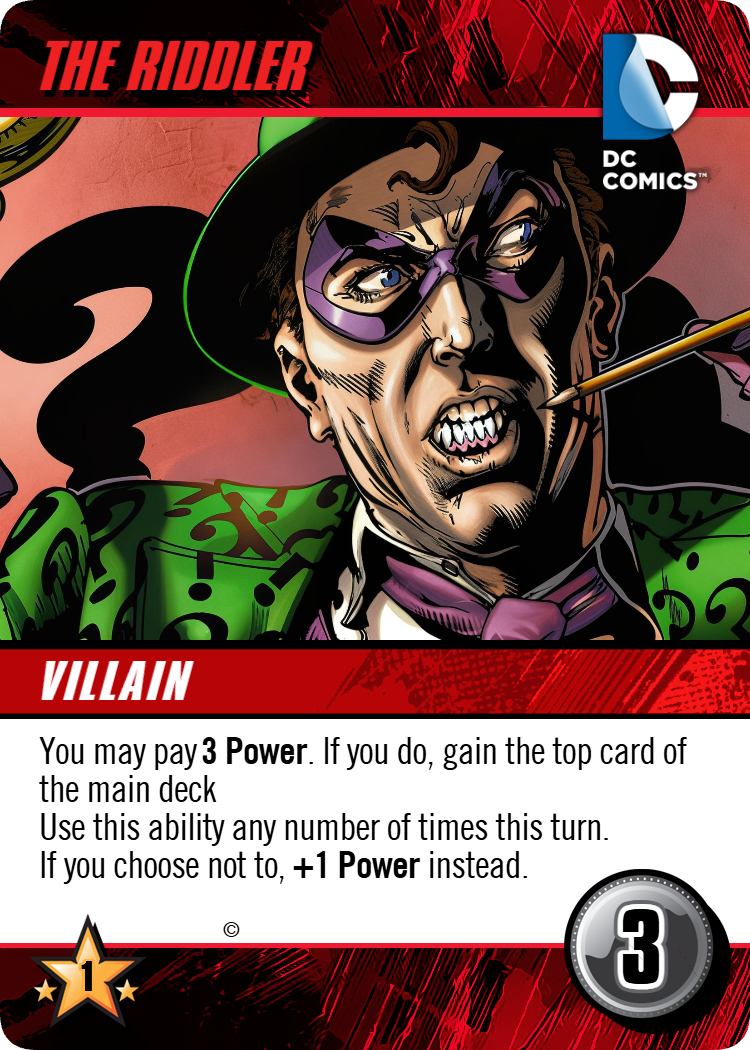 THE RIDDLER
DC
COMICS™
VILLAIN
You may pay 3 Power. If you do, gain the top card of
the main deck
Use this ability any number of times this turn.
If you choose not to, +1 Power instead.
©
1
3